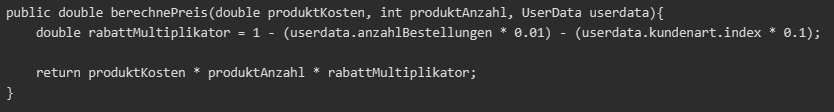 public double berechnePreis(double produktKosten, int produktAnzahl, UserData userdata){
    double rabattMultiplikator = 1 - (userdata.anzahlBestellungen * 0.01) - (userdata.kundenart.index * 0.1);

    return produktKosten * produktAnzahl * rabattMultiplikator;
}